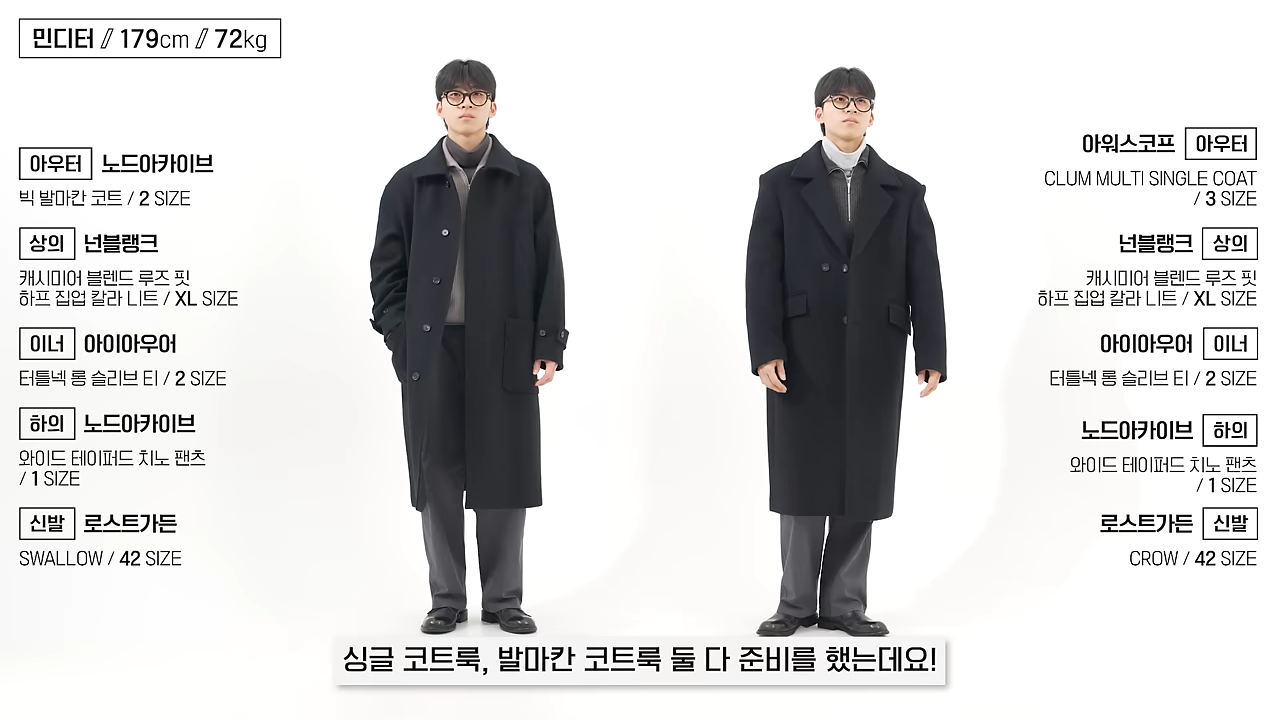 민디터 // 179cm // 72kg
아우터 노드아카이브
빅 발마칸 코트 / 2 SIZE
상의 넌블랭크
캐시미어 블렌드 루즈 핏
하프 집업 칼라 니트 / XL SIZE
이너 아이아우어
터틀넥 롱 슬리브 티 / 2 SIZE
하의 노드아카이브
와이드 테이퍼드 치노 팬츠
/ 1 SIZE
신발 로스트가든
SWALLOW / 42 SIZE
아워스코프 아우터
CLUM MULTI SINGLE COAT
/ 3 SIZE
넌블랭크 상의
캐시미어 블렌드 루즈 핏
하프 집업 칼라 니트 / XL SIZE
아이아우어 이너
터틀넥 롱 슬리브 티 / 2 SIZE
노드아카이브 하의
와이드 테이퍼드 치노 팬츠
/ 1 SIZE
로스트가든 신발
CROW / 42 SIZE
싱글 코트룩, 발마칸 코트룩 둘 다 준비를 했는데요!